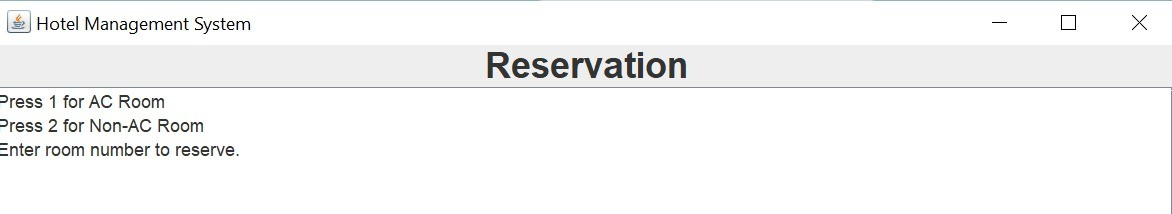 Hotel Management System
Reservation
Press 1 for AC Room
Press 2 for Non-AC Room
Enter room number to reserve.